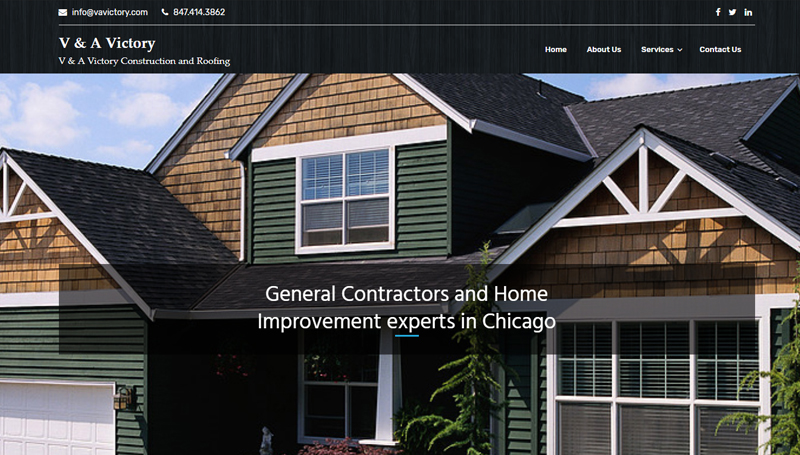 info@vavictory.com 847.414.3862
V & A Victory
V & A Victory Construction and Roofing
Home About Us Services Contact Us
General Contractors and Home
Improvement experts in Chicago